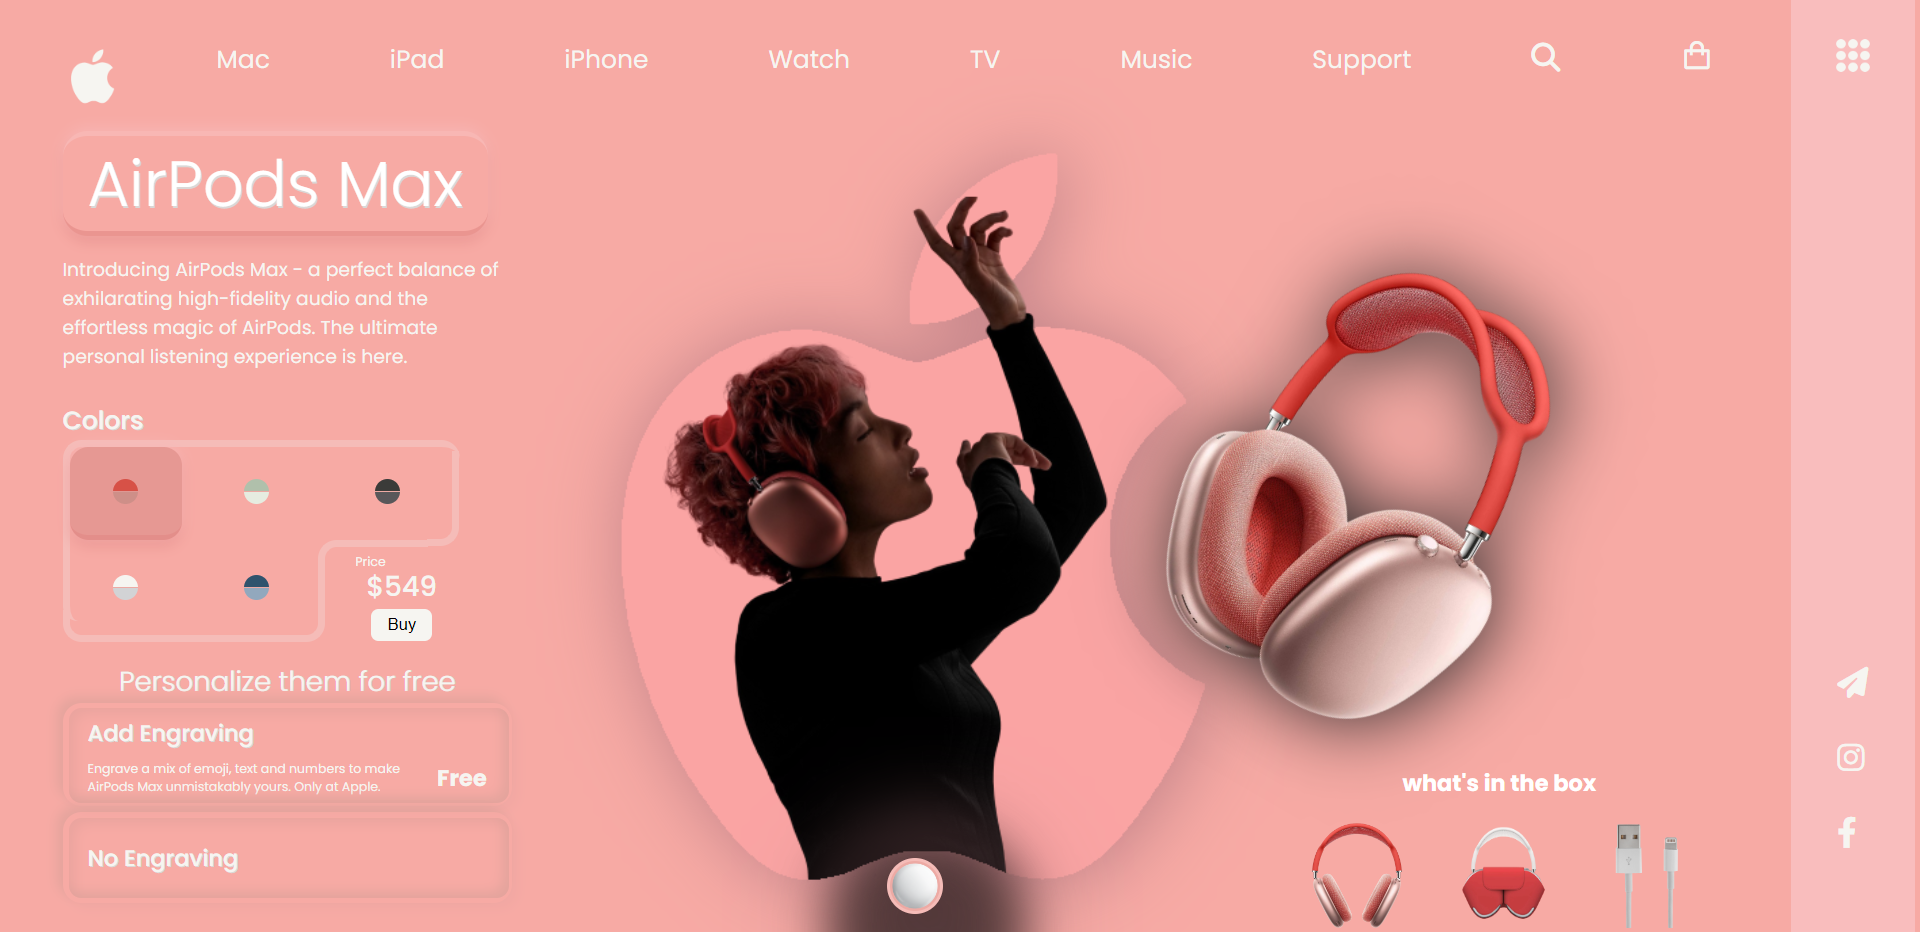 Mac
iPad
iPhone
Watch
TV
Music
Support
AirPods Max
Introducing AirPods Max - a perfect balance of
exhilarating high-fidelity audio and the
effortless magic of AirPods. The ultimate
personal listening experience is here.
Colors
Price
$549
Buy
Personalize them for free
Add Engraving
Engrave a mix of emoji, text and numbers to make
AirPods Max unmistakably yours. Only at Apple.
Free
No Engraving
what's in the box